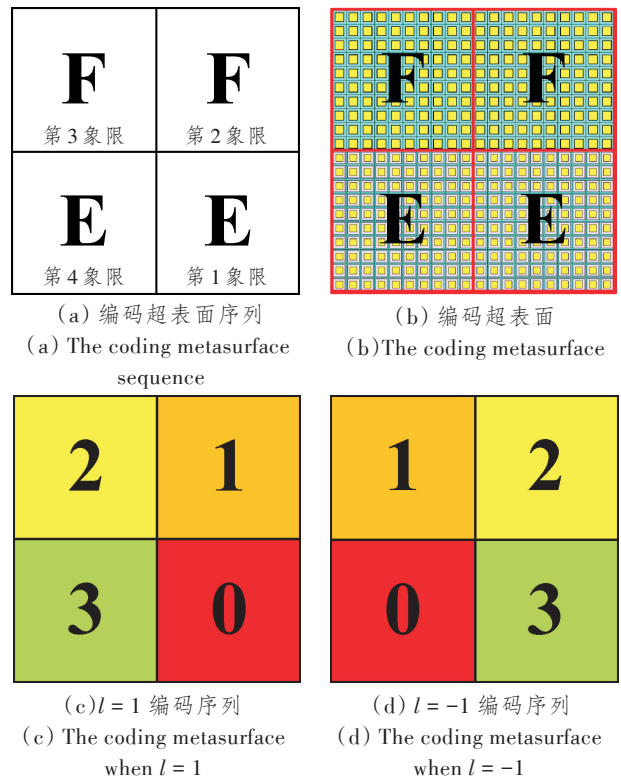 F F F F
第3象限 第2象限
E E E E
第4象限 第1象限
(a) 编码超表面序列 (b) 编码超表面
(a) The coding metasurface (b)The coding metasurface
sequence
2 1 1 2
3 0 0 3
(c)l = 1 编码序列 (d) l = -1 编码序列
(c) The coding metasurface (d) The coding metasurface
when l = 1 when l = -1